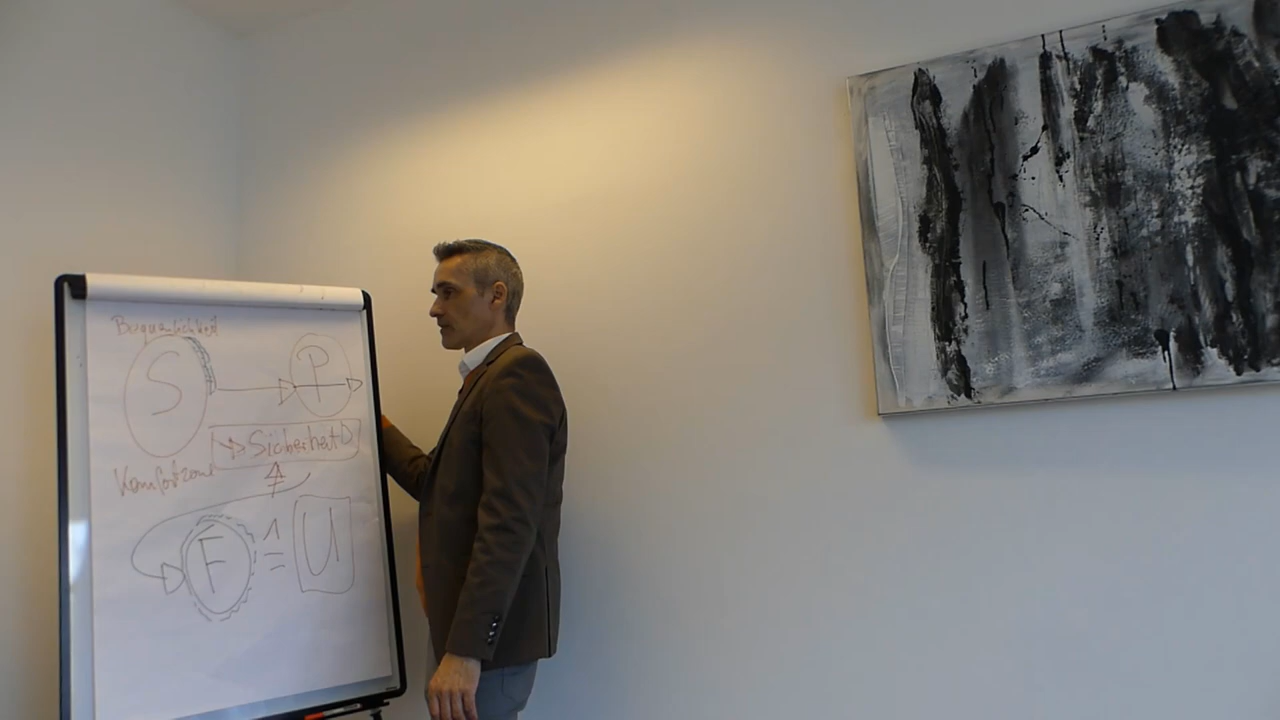 Bequemlichkeit
S P
Sicherheit
Komfortzone
F ≙ U